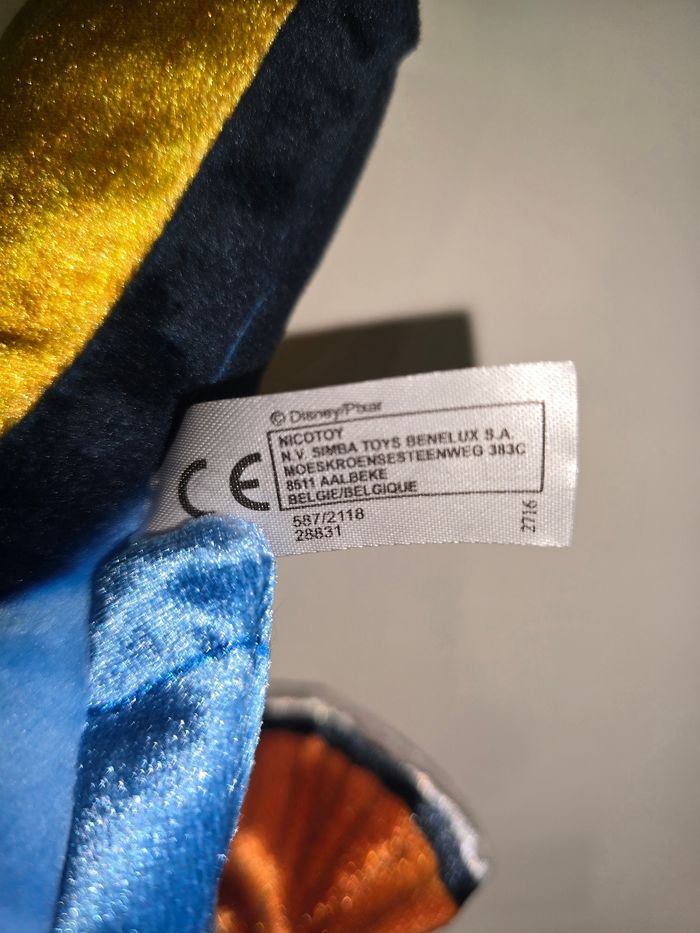 © Disney/Pixar
CE
NICOTOY
N.V. SIMBA TOYS BENELUX S.A.
MOESKROENSESTEENWEG 383C
8511 AALBEKE
BELGIE/BELGIQUE
587/2118
28831
2716